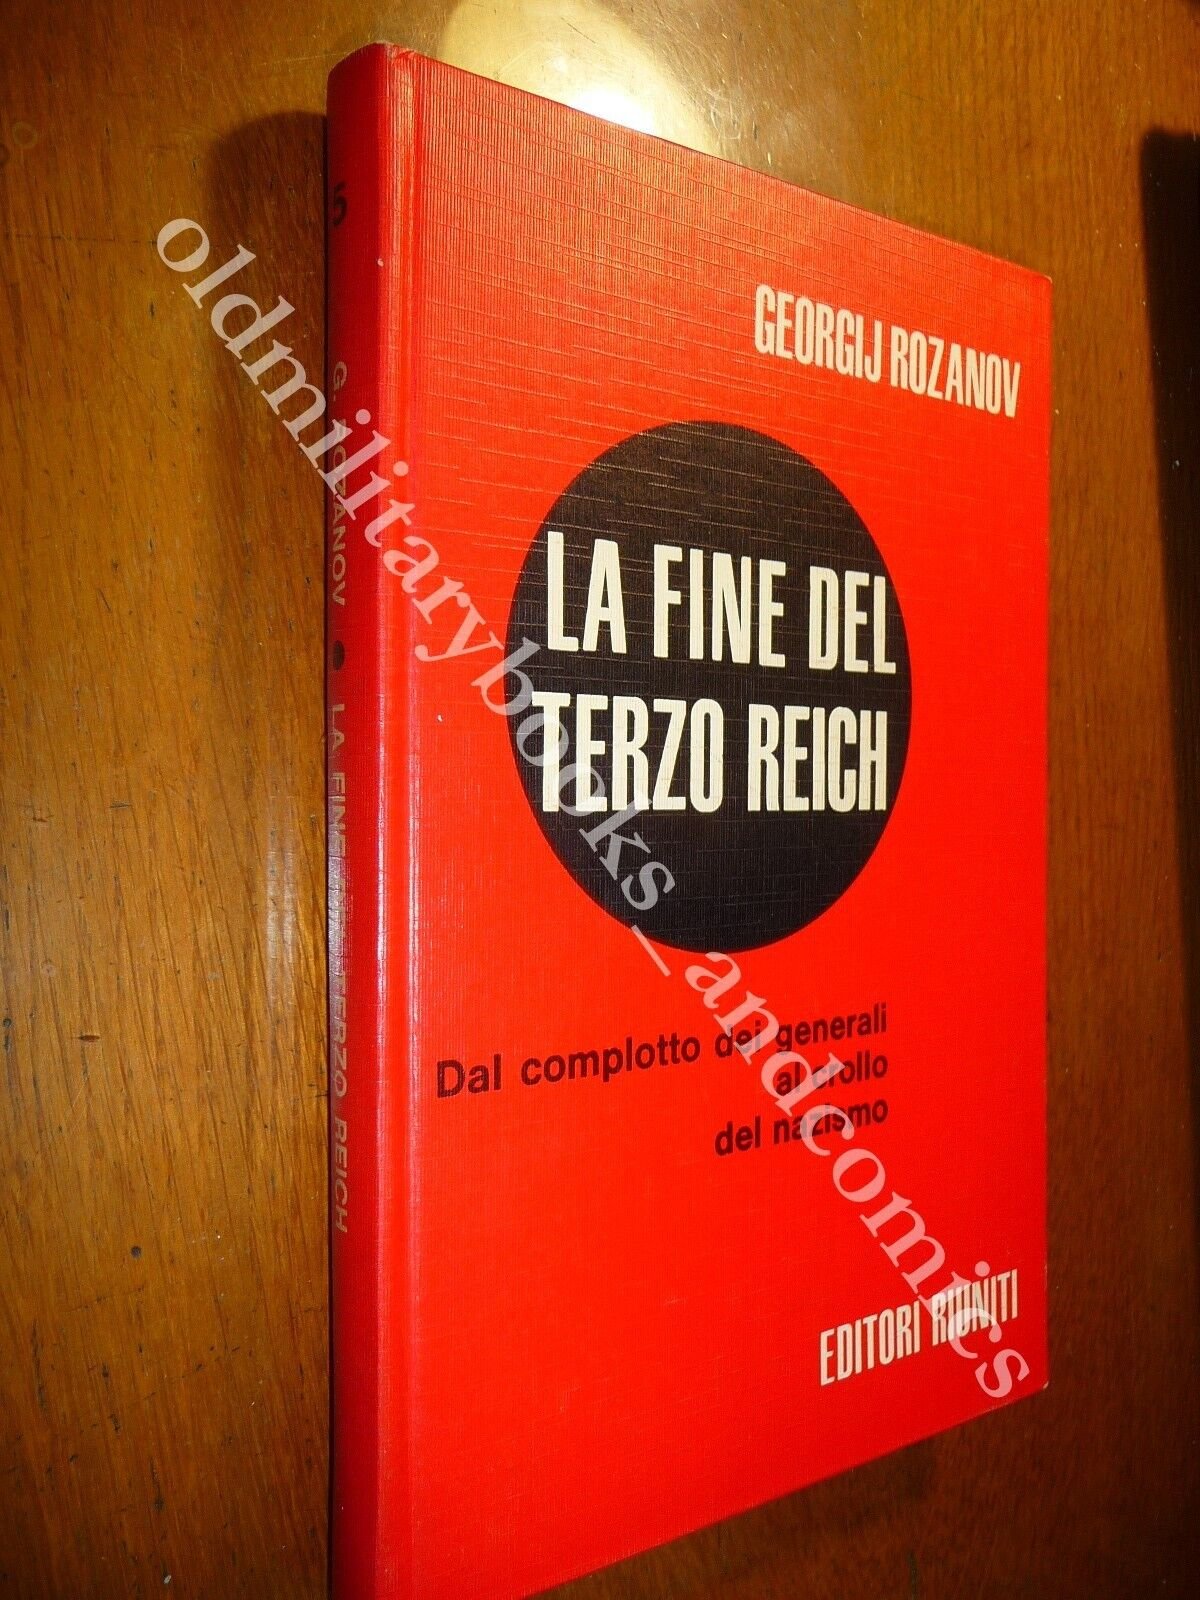 GEORGIJ ROZANOV
LA FINE DEL
TERZO REICH
Dal complotto dei generali
al crollo
del nazismo
EDITORI RIUNITI
5
G. ROZANOV ● LA FINE DEL TERZO REICH
oldmilitarybooks_andcomics